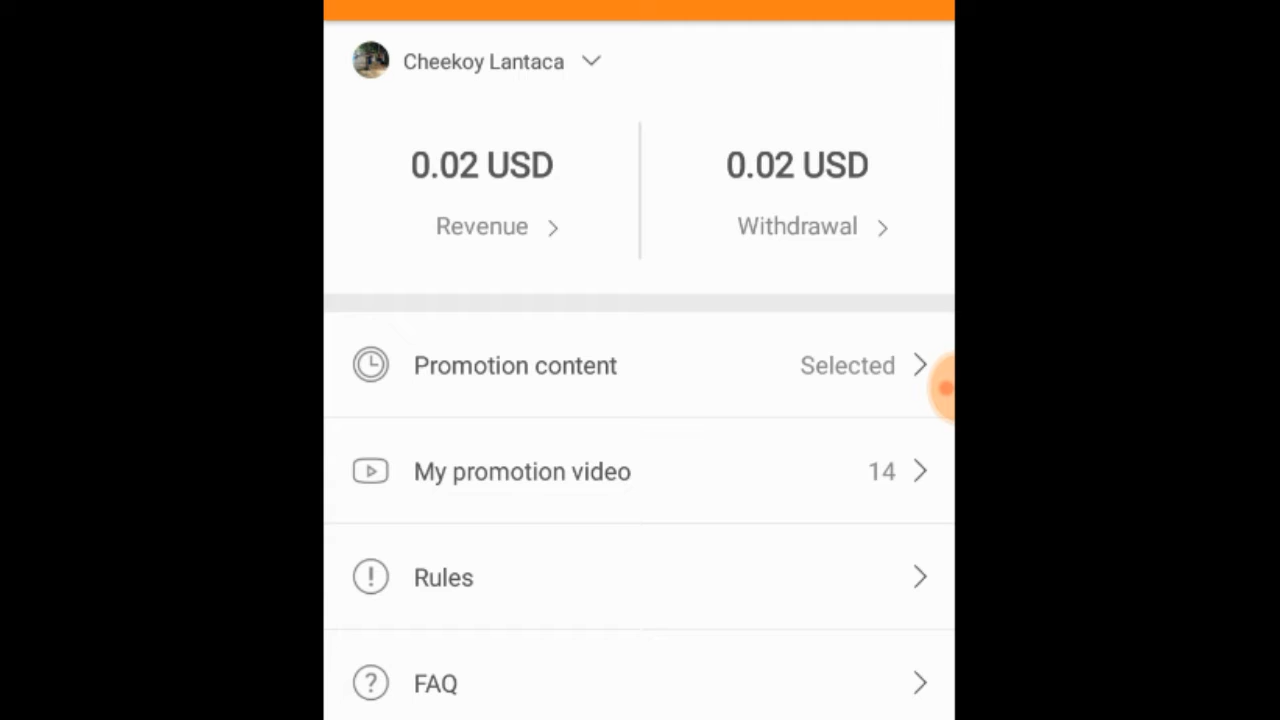 Cheekoy Lantaca
0.02 USD
0.02 USD
Revenue
Withdrawal
Promotion content
Selected
My promotion video
14
Rules
FAQ